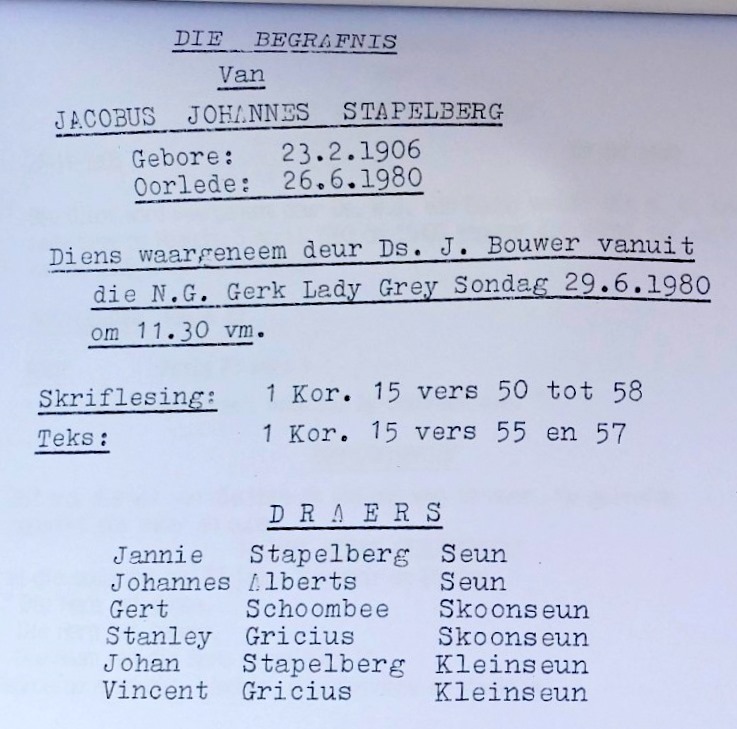 DIE BEGRAFNIS
Van
JACOBUS JOHANNES STAPELBERG
Gebore: 23.2.1906
Oorlede: 26.6.1980
Diens waargeneem deur Ds. J. Bouwer vanuit
die N.G. Gerk Lady Grey Sondag 29.6.1980
om 11.30 vm.
Skriflesing: 1 Kor. 15 vers 50 tot 58
Teks: 1 Kor. 15 vers 55 en 57
D R A E R S
Jannie Stapelberg Seun
Johannes Alberts Seun
Gert Schoombee Skoonseun
Stanley Gricius Skoonseun
Johan Stapelberg Kleinseun
Vincent Gricius Kleinseun